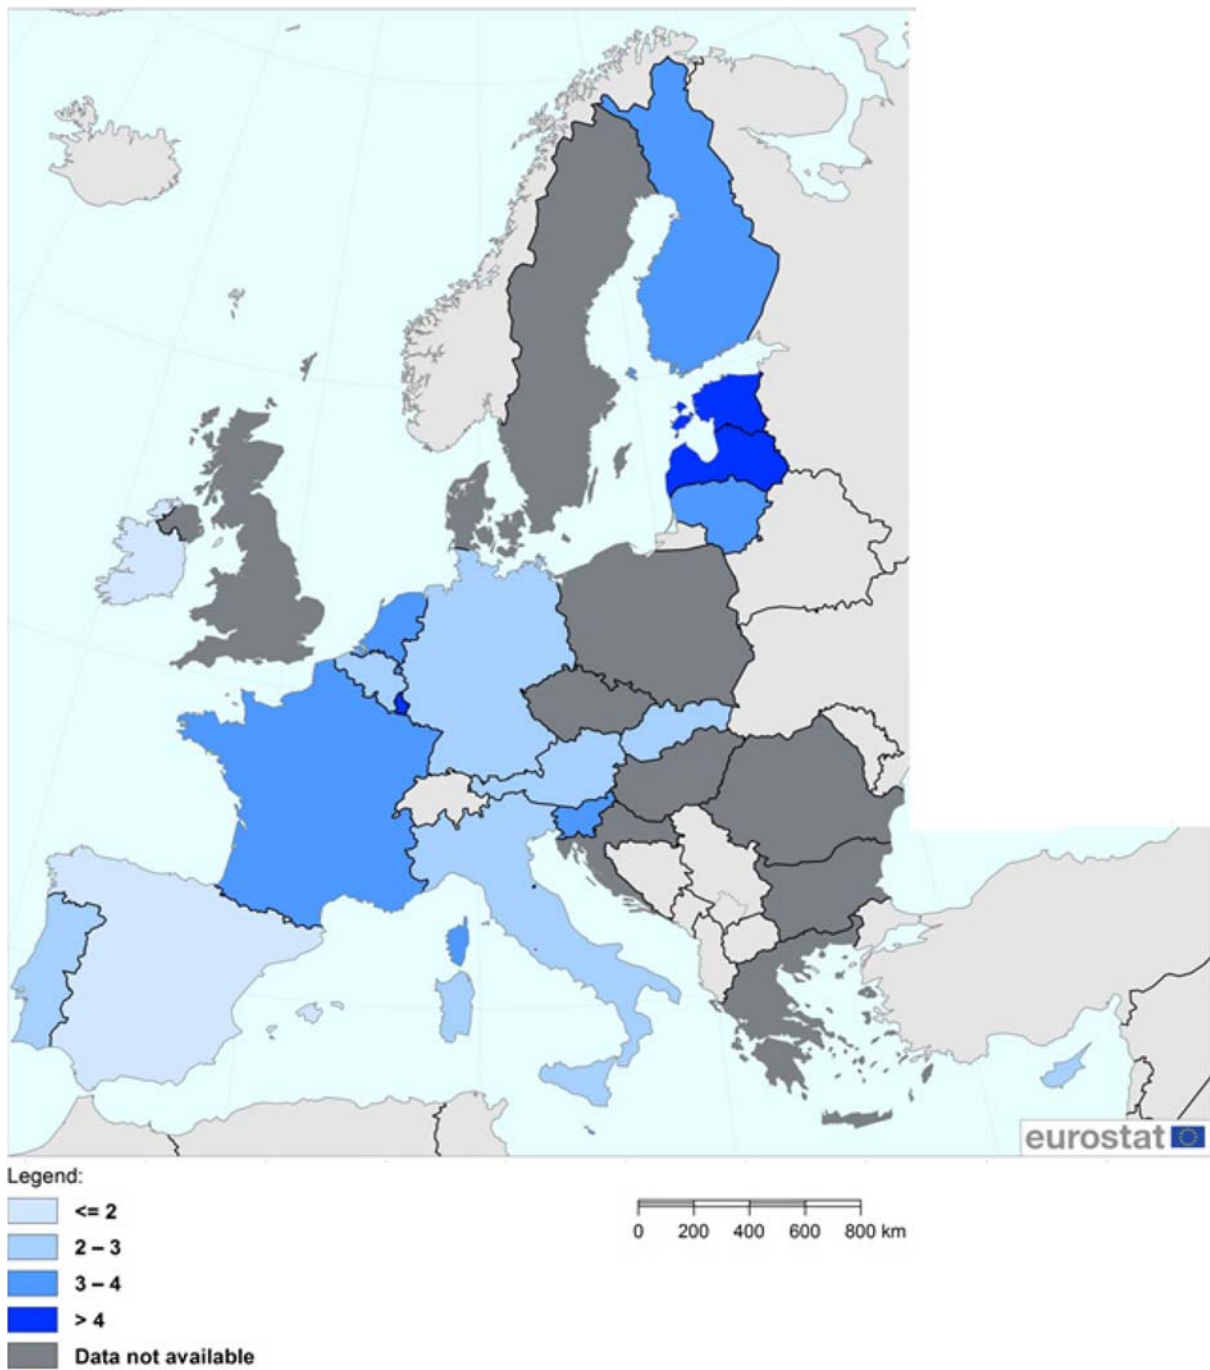 eurostat
Legend:
<= 2
2 – 3
3 – 4
> 4
Data not available
0 200 400 600 800 km